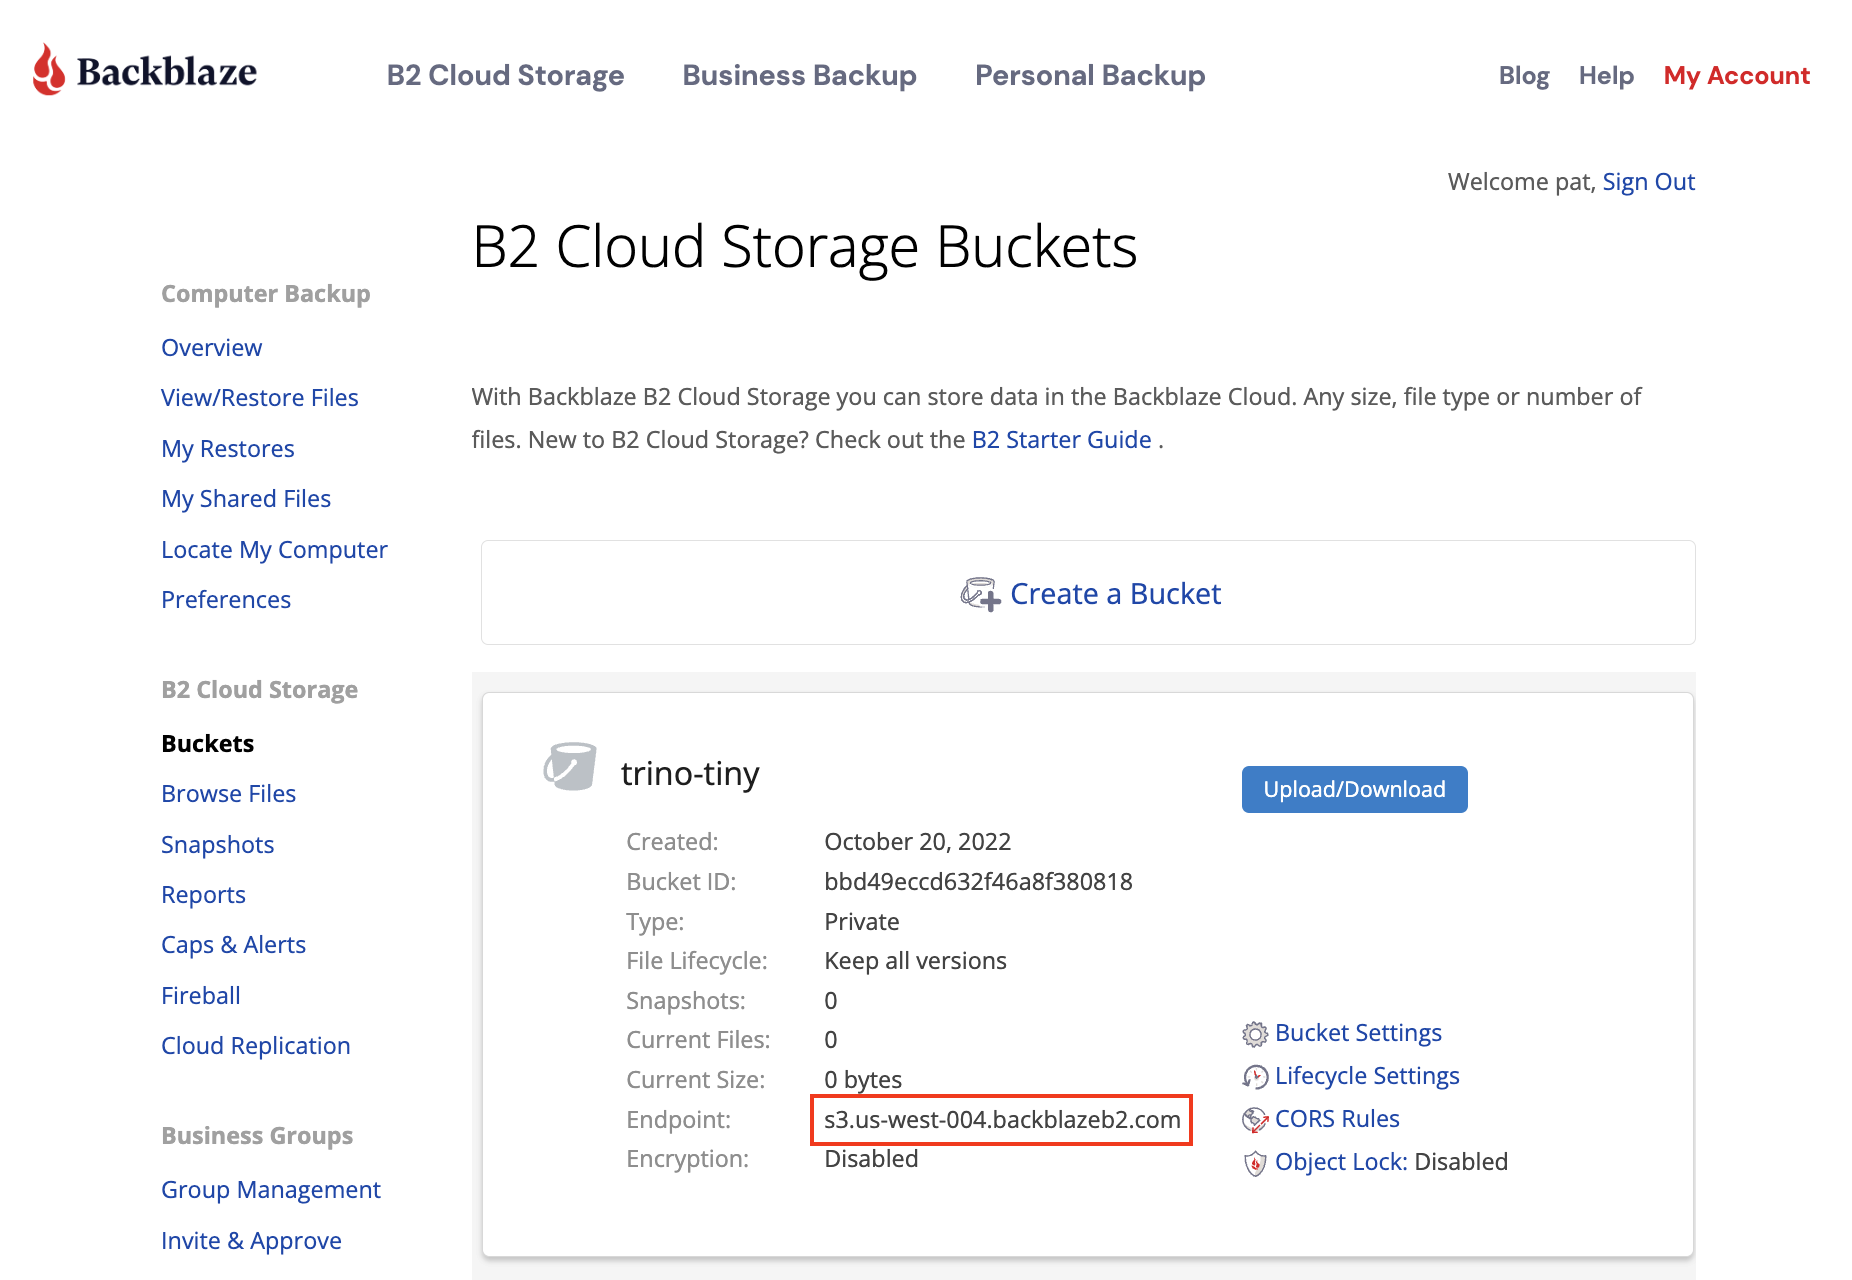 Backblaze
B2 Cloud Storage
Business Backup
Personal Backup
Blog
Help
My Account
Welcome pat, Sign Out
B2 Cloud Storage Buckets
Computer Backup
Overview
View/Restore Files
My Restores
My Shared Files
Locate My Computer
Preferences
B2 Cloud Storage
Buckets
Browse Files
Snapshots
Reports
Caps & Alerts
Fireball
Cloud Replication
Business Groups
Group Management
Invite & Approve
With Backblaze B2 Cloud Storage you can store data in the Backblaze Cloud. Any size, file type or number of
files. New to B2 Cloud Storage? Check out the B2 Starter Guide .
Create a Bucket
trino-tiny
Upload/Download
Created: October 20, 2022
Bucket ID: bbd49eccd632f46a8f380818
Type: Private
File Lifecycle: Keep all versions
Snapshots: 0
Current Files: 0
Current Size: 0 bytes
Endpoint: s3.us-west-004.backblazeb2.com
Encryption: Disabled
Bucket Settings
Lifecycle Settings
CORS Rules
Object Lock: Disabled